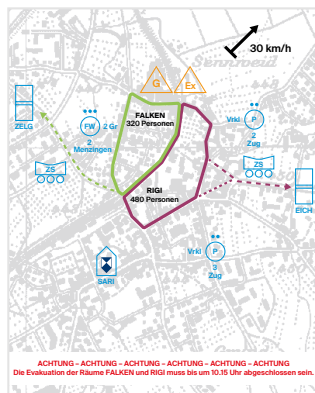 Sennweid
30 km/h
G
Ex
FALKEN
320 Personen
ZELG
FW
2 Gr
2
Menzingen
Vrkl
P
2
Zug
ZS
ZS
RIGI
480 Personen
EICH
Vrkl
P
3
Zug
SARI
ACHTUNG – ACHTUNG – ACHTUNG – ACHTUNG – ACHTUNG – ACHTUNG
Die Evakuation der Räume FALKEN und RIGI muss bis um 10.15 Uhr abgeschlossen sein.